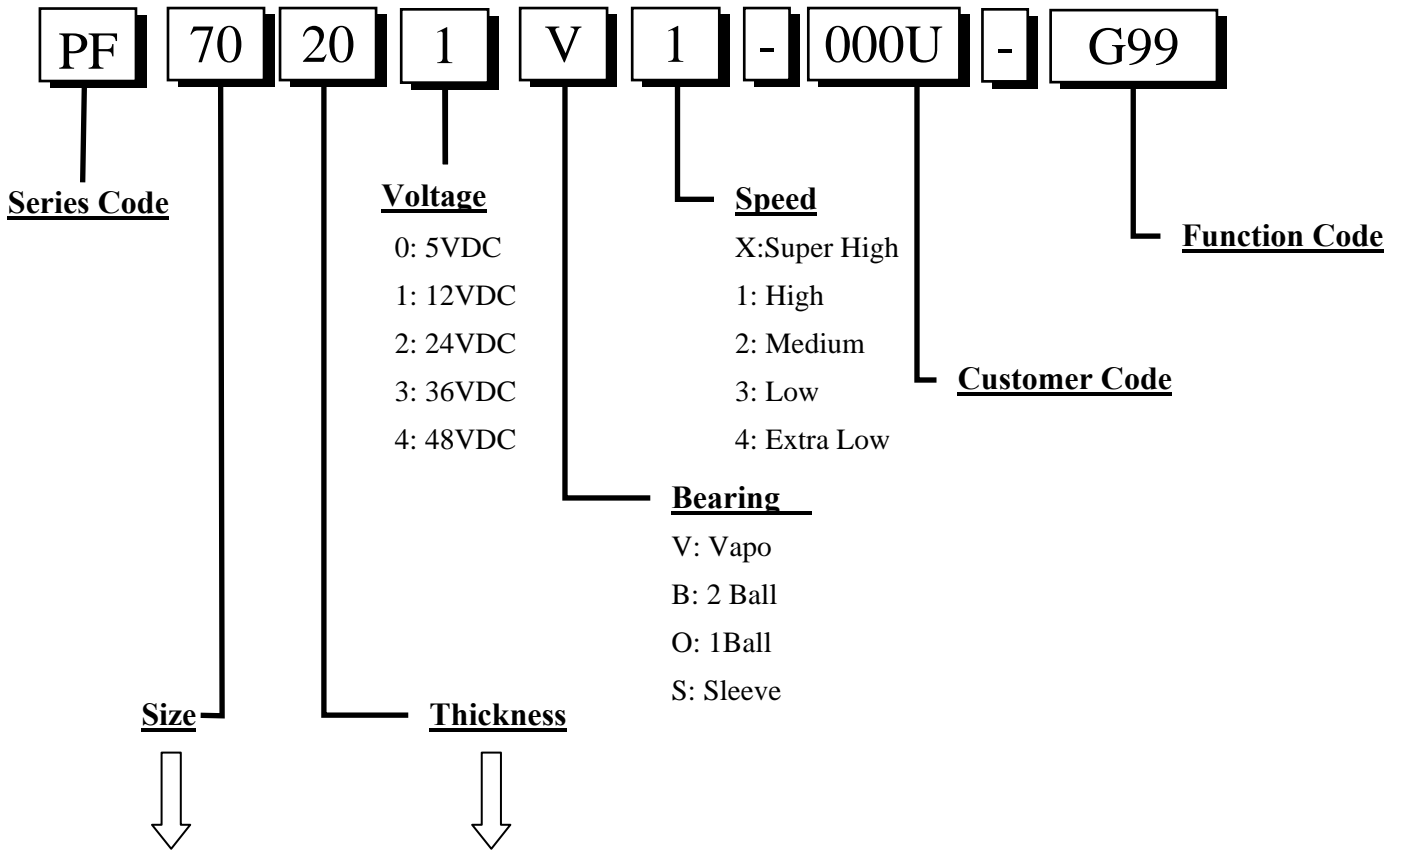 PF 70 20 1 V 1 - 000U - G99
Series Code
Voltage
0: 5VDC
1: 12VDC
2: 24VDC
3: 36VDC
4: 48VDC
Speed
X:Super High
1: High
2: Medium
3: Low
4: Extra Low
Function Code
Customer Code
Bearing
V: Vapo
B: 2 Ball
O: 1Ball
S: Sleeve
Size
Thickness